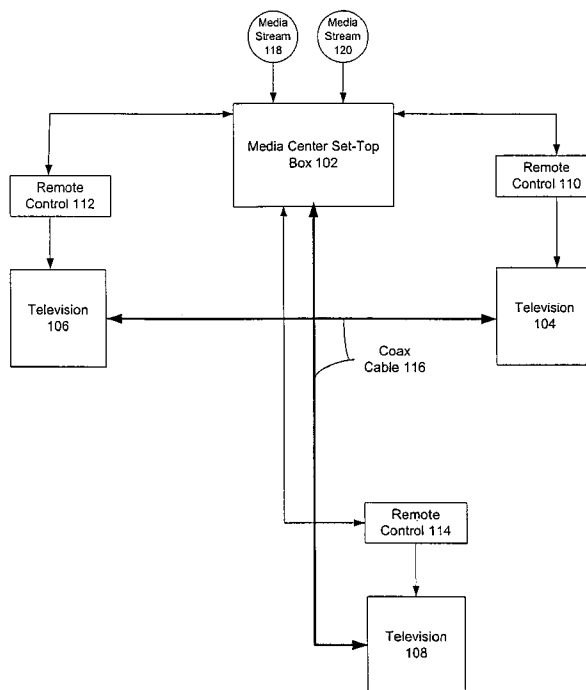 Media
Stream
118
Media
Stream
120
Media Center Set-Top
Box 102
Remote
Control 112
Remote
Control 110
Television
106
Television
104
Coax
Cable 116
Remote
Control 114
Television
108